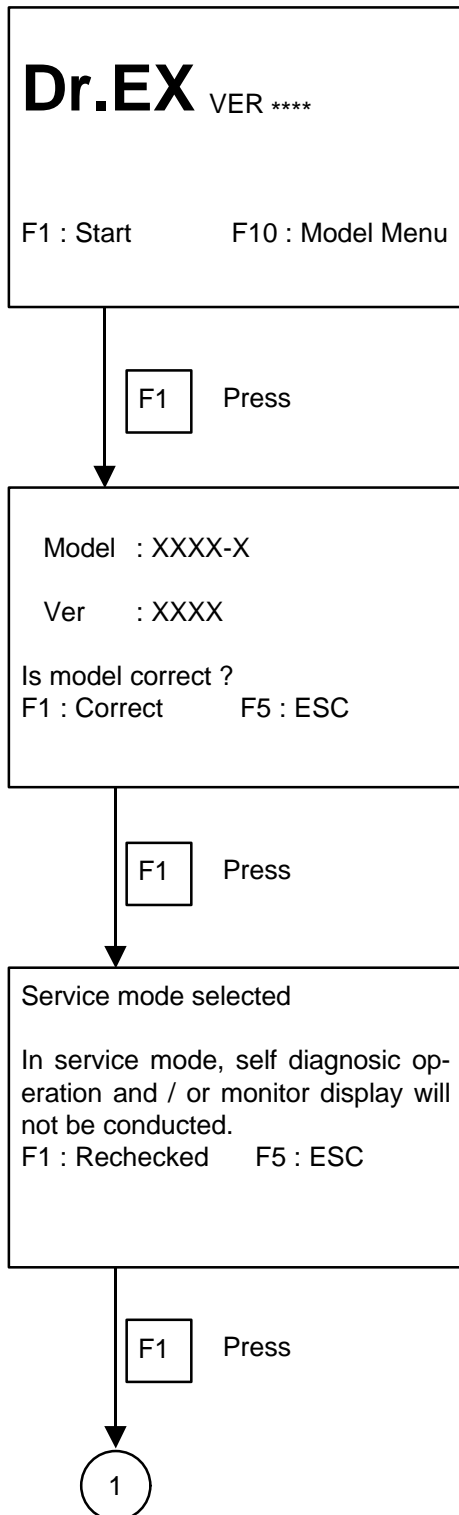 Dr.EX VER ****
F1 : Start F10 : Model Menu
F1 Press
Model : XXXX-X
Ver : XXXX
Is model correct ?
F1 : Correct F5 : ESC
F1 Press
Service mode selected
In service mode, self diagnosic op-
eration and / or monitor display will
not be conducted.
F1 : Rechecked F5 : ESC
F1 Press
1